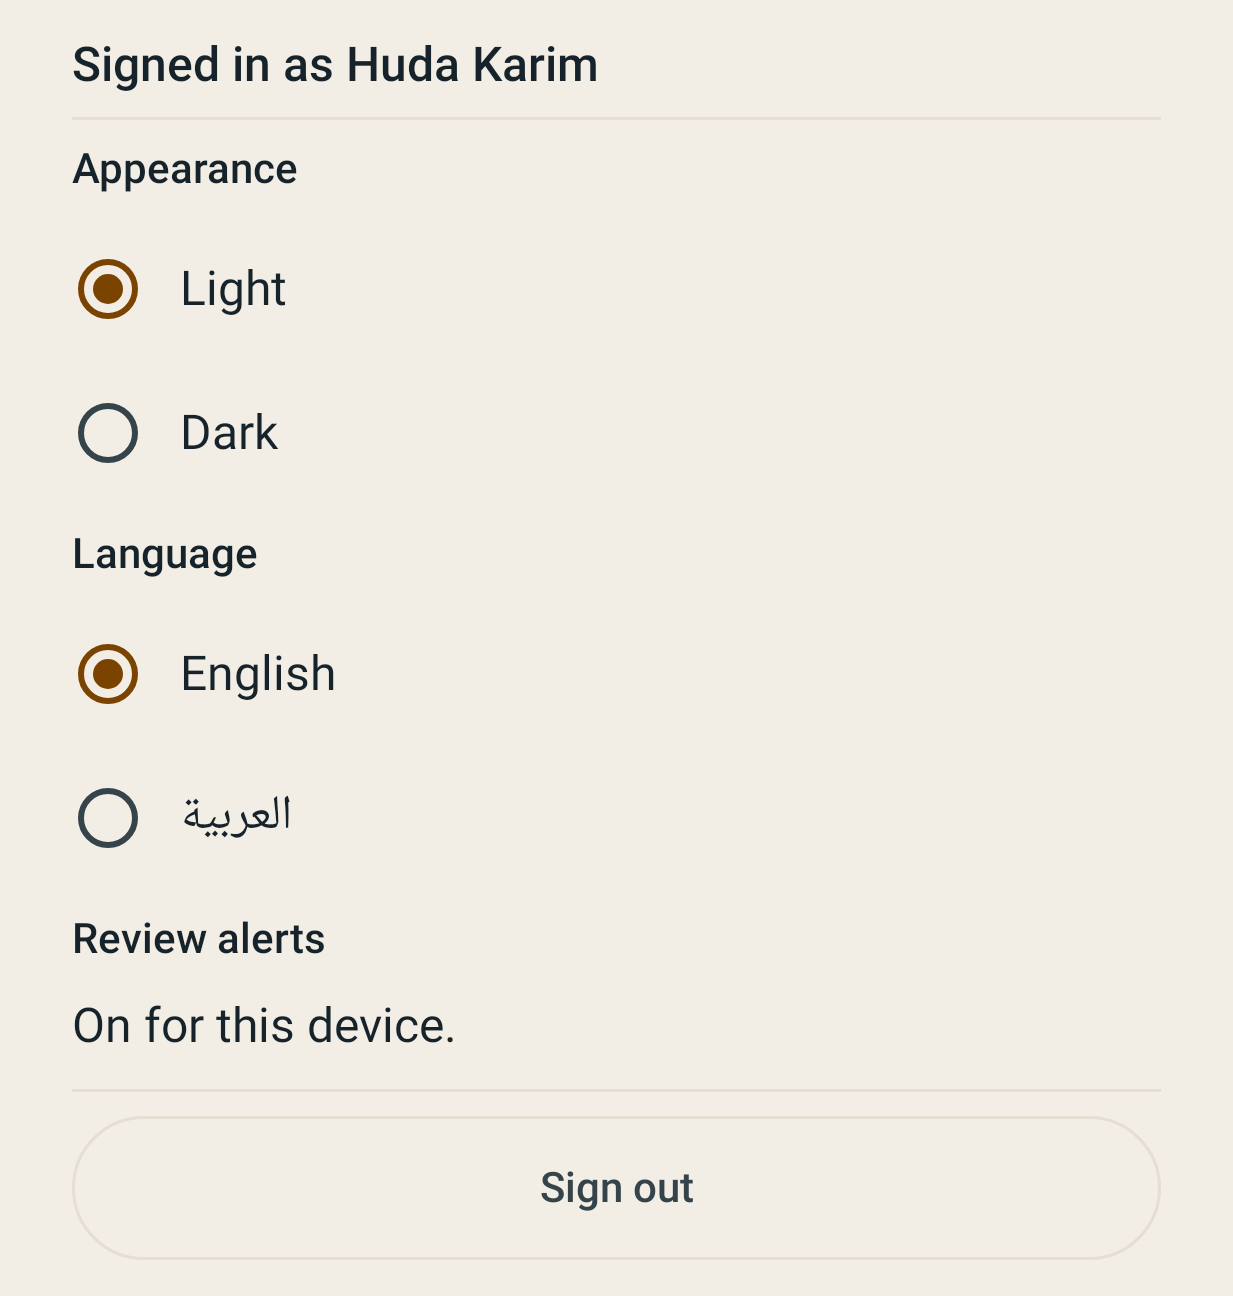 Signed in as Huda Karim
Appearance
Light
Dark
Language
English
العربية
Review alerts
On for this device.
Sign out